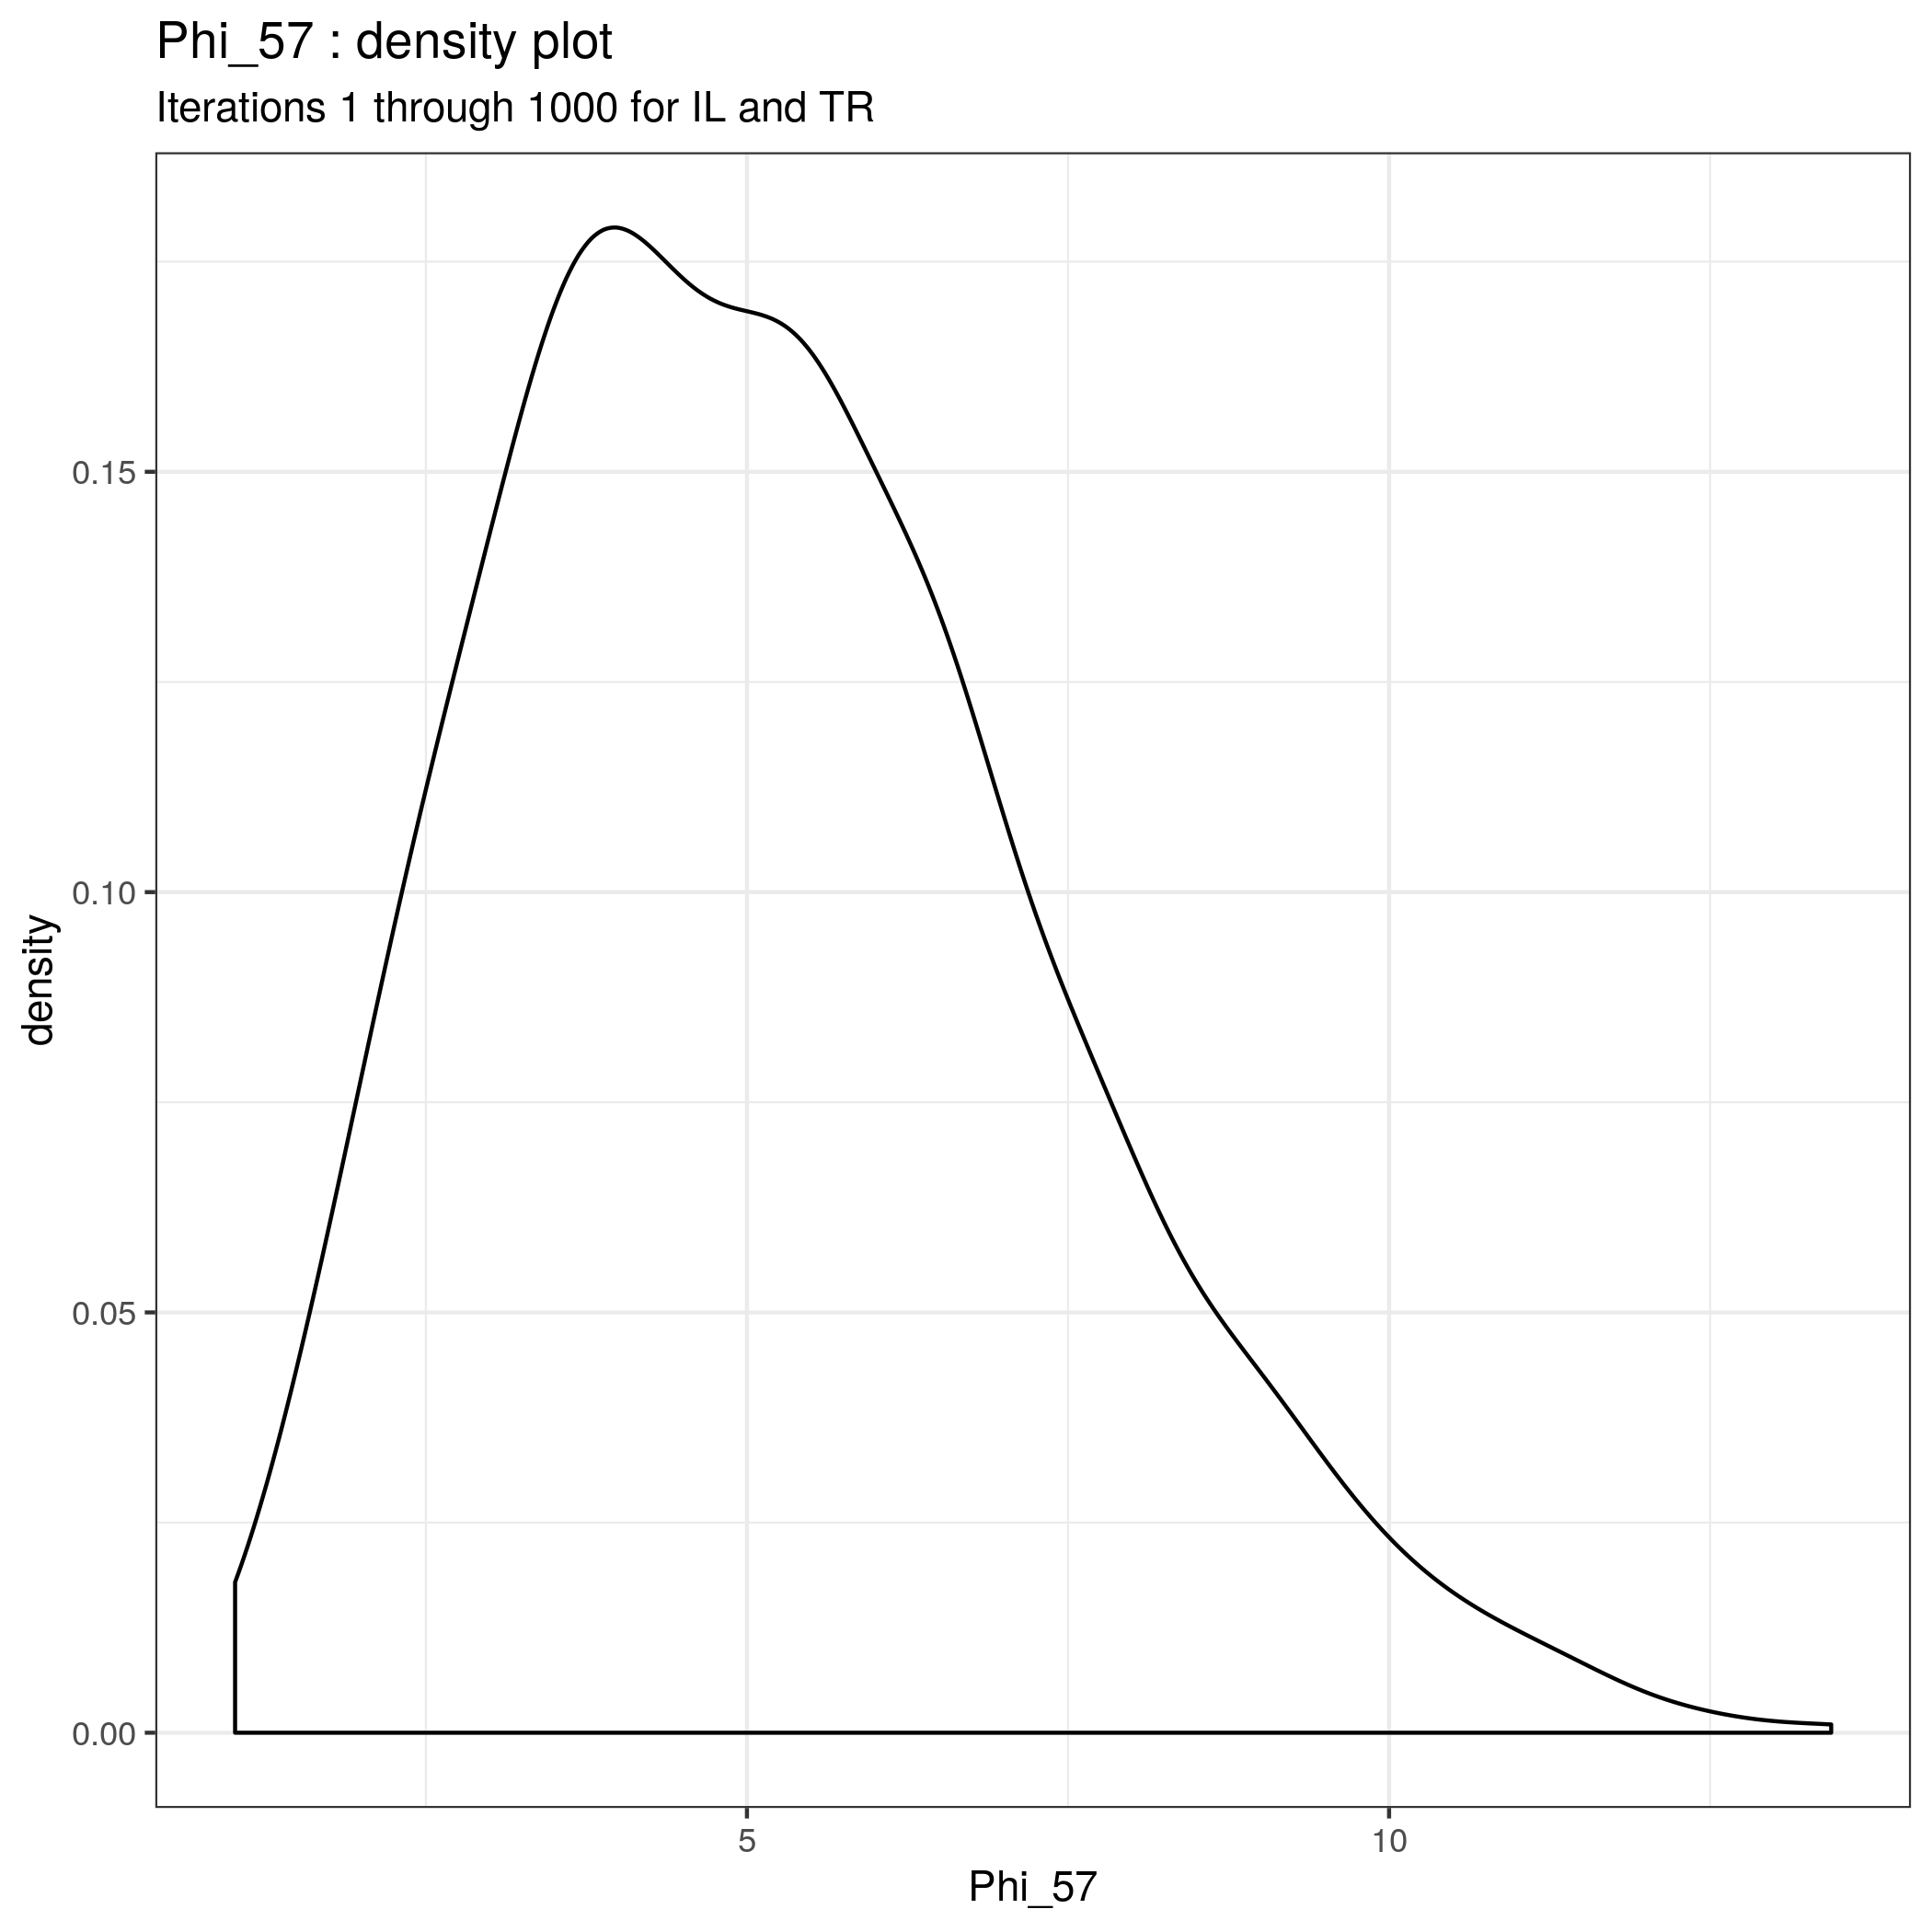 Phi_57 : density plot
Iterations 1 through 1000 for IL and TR
density
0.15
0.10
0.05
0.00
5
10
Phi_57